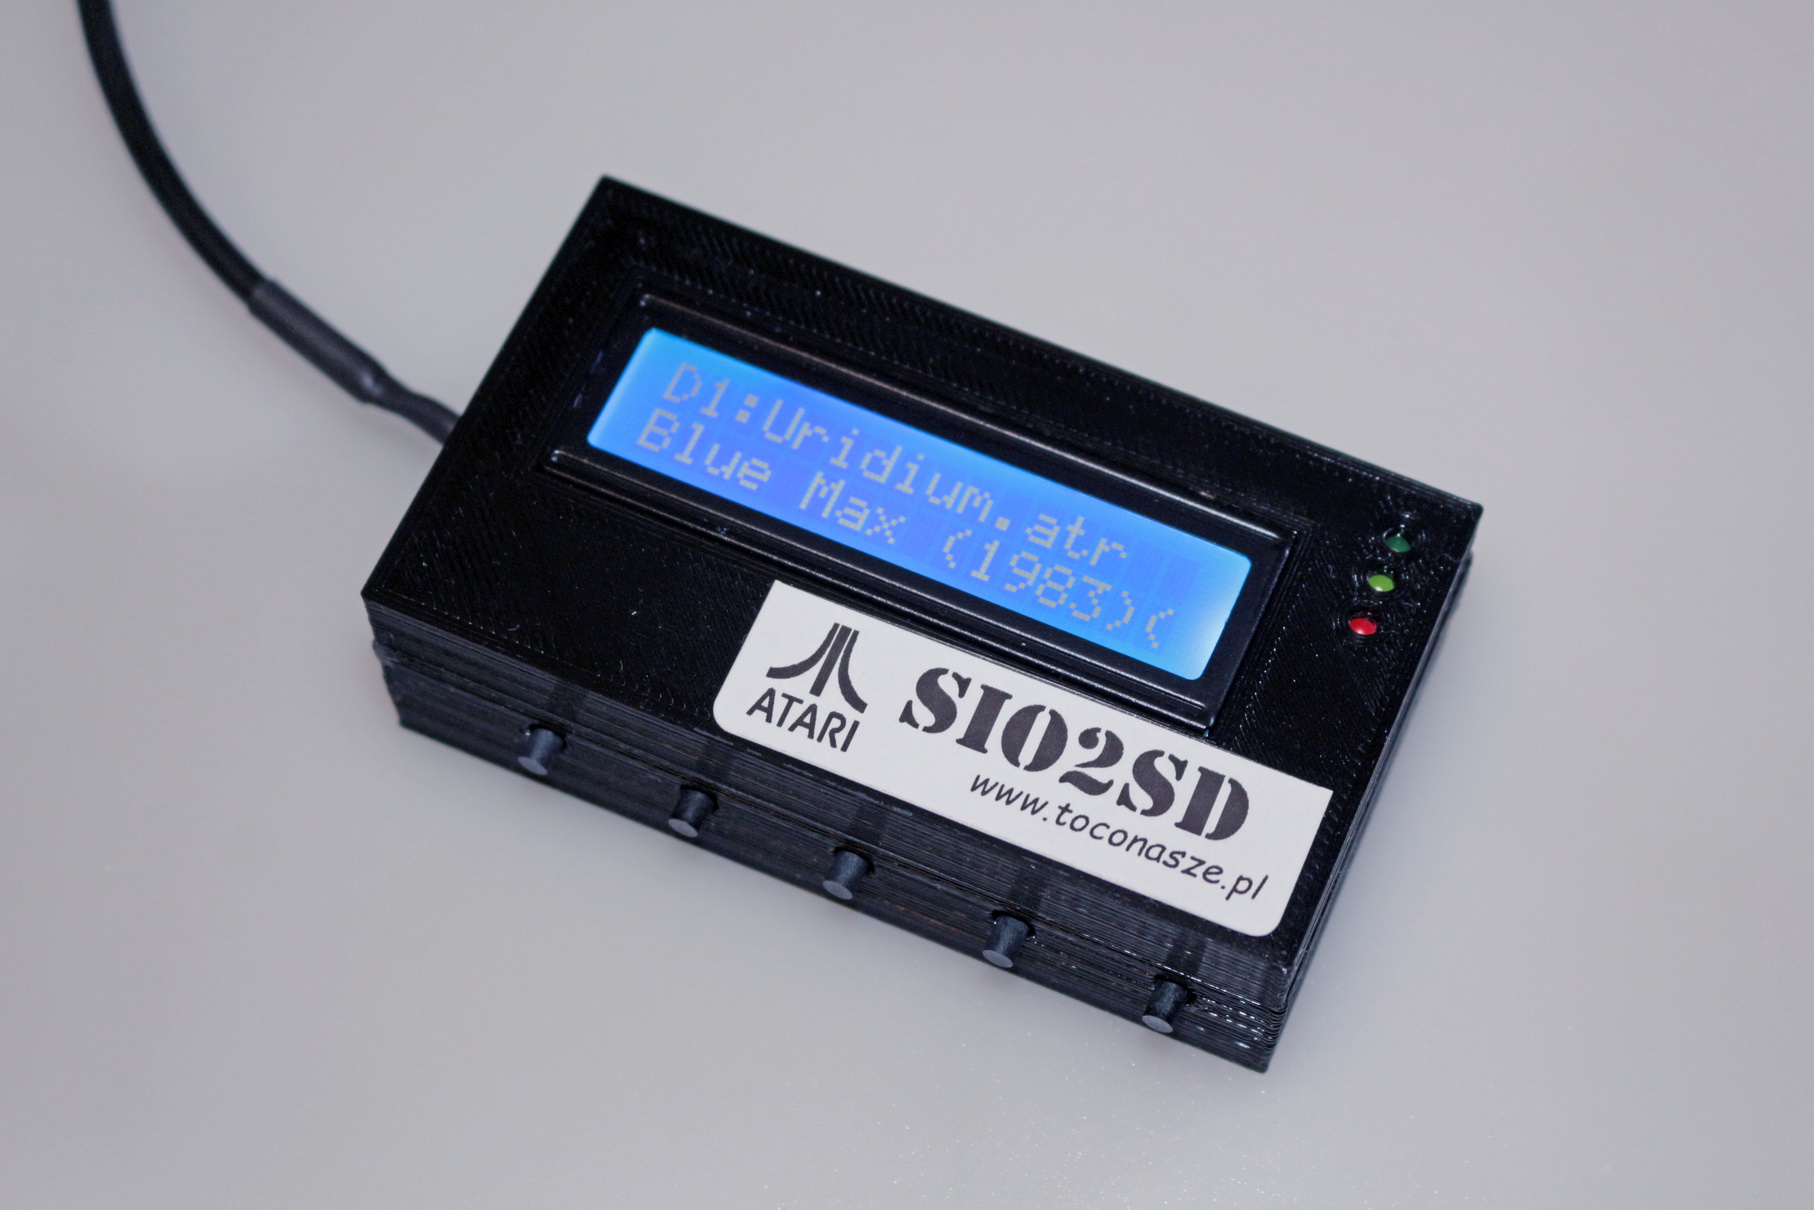 D1:Uridium.atr
Blue Max (1983)(
ATARI
SIO2SD
www.toconasze.pl